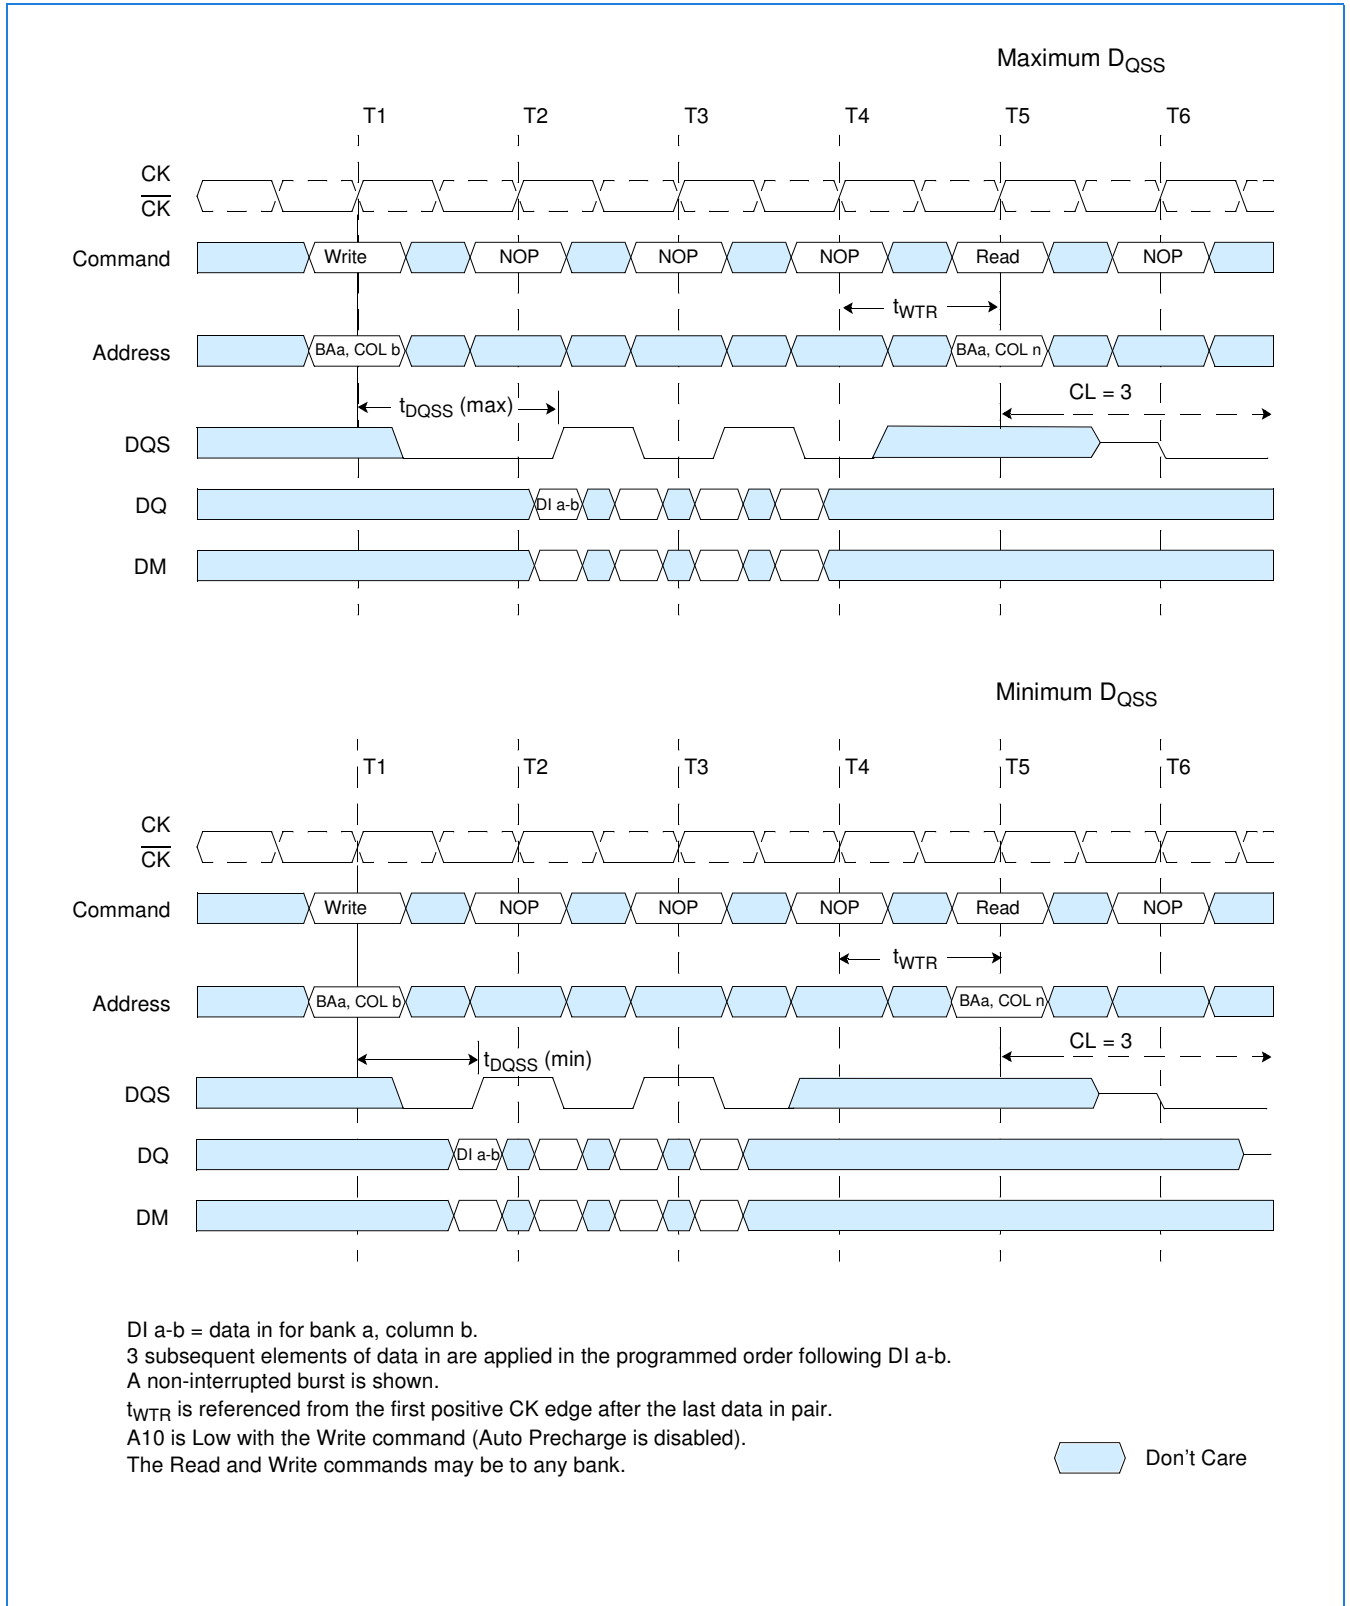 Maximum DQSS
T1 T2 T3 T4 T5 T6
CK
CK
Command Write NOP NOP NOP Read NOP
tWTR
Address BAa, COL b BAa, COL n
CL = 3
tDQSS (max)
DQS
DQ DI a-b
DM
Minimum DQSS
T1 T2 T3 T4 T5 T6
CK
CK
Command Write NOP NOP NOP Read NOP
tWTR
Address BAa, COL b BAa, COL n
CL = 3
tDQSS (min)
DQS
DQ DI a-b
DM
DI a-b = data in for bank a, column b.
3 subsequent elements of data in are applied in the programmed order following DI a-b.
A non-interrupted burst is shown.
tWTR is referenced from the first positive CK edge after the last data in pair.
A10 is Low with the Write command (Auto Precharge is disabled).
The Read and Write commands may be to any bank.
Don't Care